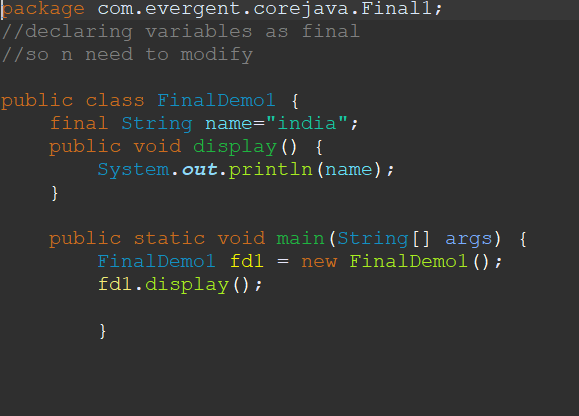 package com.evergent.corejava.Final1;
//declaring variables as final
//so n need to modify
public class FinalDemo1 {
final String name="india";
public void display() {
System.out.println(name);
}
public static void main(String[] args) {
FinalDemo1 fd1 = new FinalDemo1();
fd1.display();
}